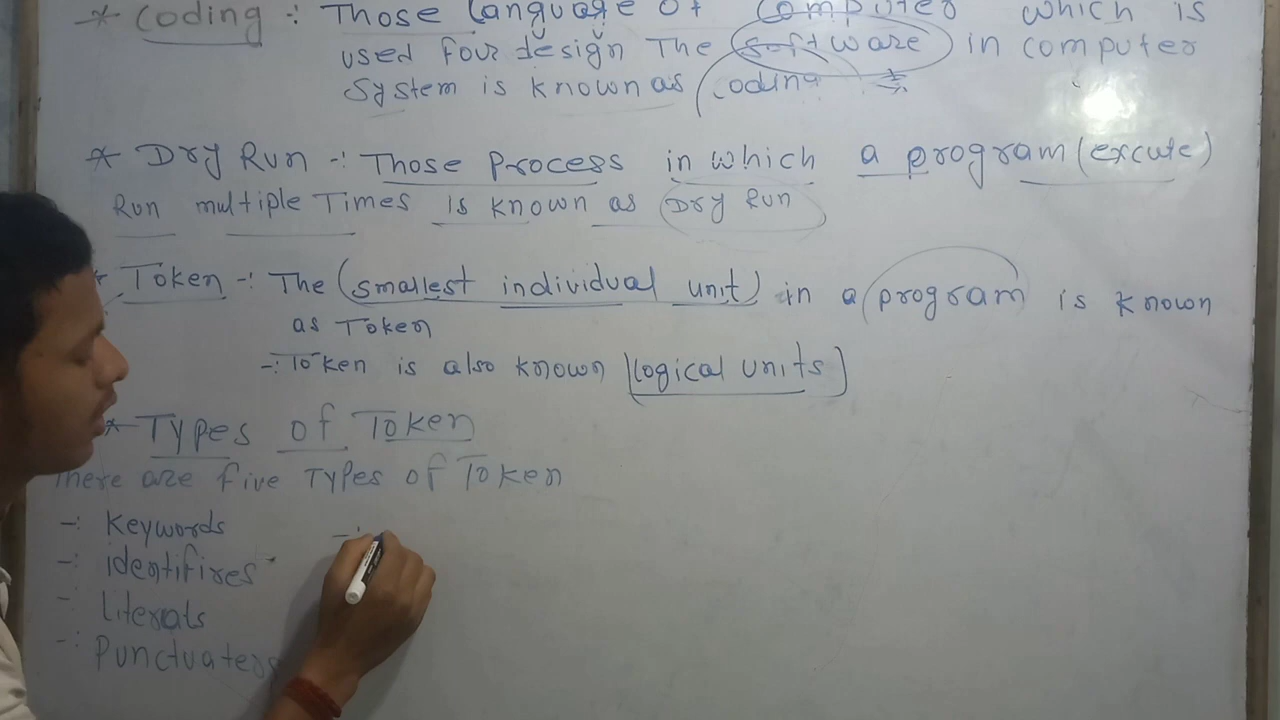 * Coding -: Those Language of Computer which is
used four design The software in computer
System is known as coding
* Dry Run -: Those Process in which a program (excute)
Run multiple Times is known as Dry Run
* Token -: The (smallest individual unit) in a program is known
as Token
-: Token is also known logical units
* Types of Token
There are five Types of Token
-: Keywords -:
-: identifires
-: Literals
-: Punctuaters